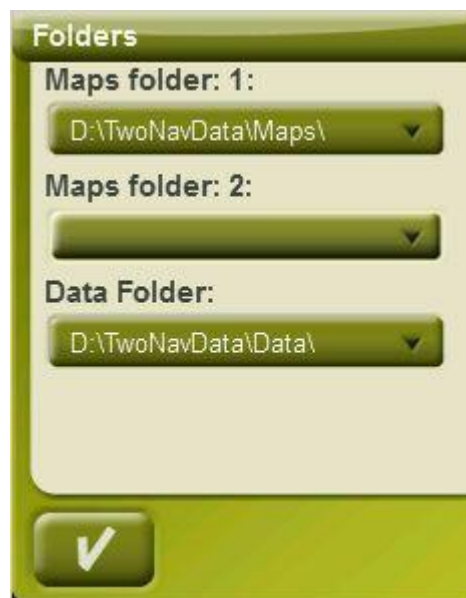 Folders
Maps folder: 1:
D:\TwoNavData\Maps\
Maps folder: 2:
Data Folder:
D:\TwoNavData\Data\